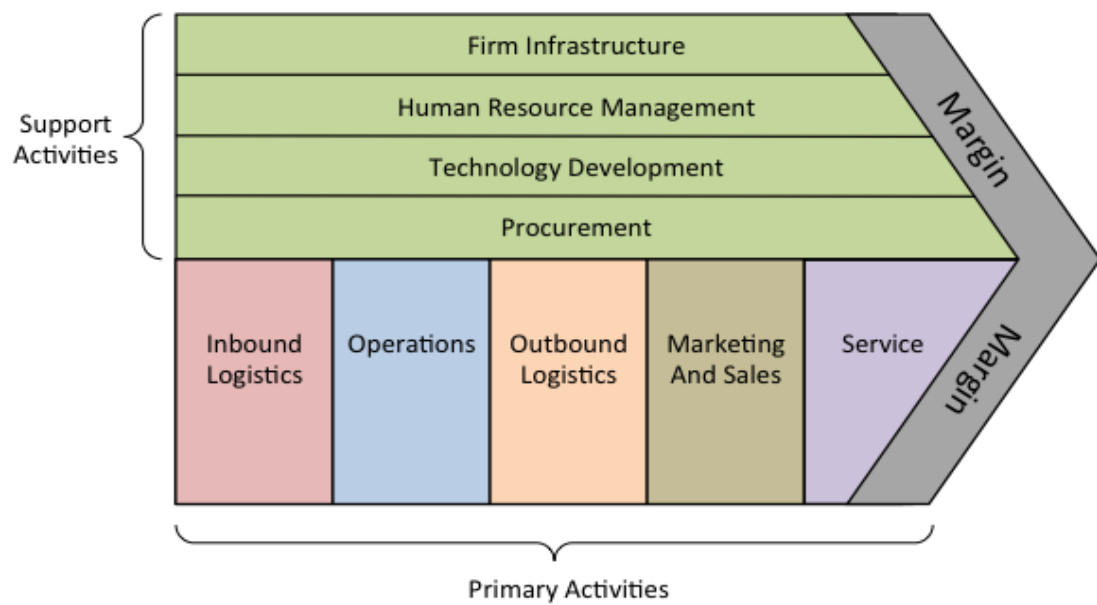 Support
Activities
Firm Infrastructure
Human Resource Management
Technology Development
Procurement
Margin
Inbound
Logistics
Operations
Outbound
Logistics
Marketing
And Sales
Service
Margin
Primary Activities